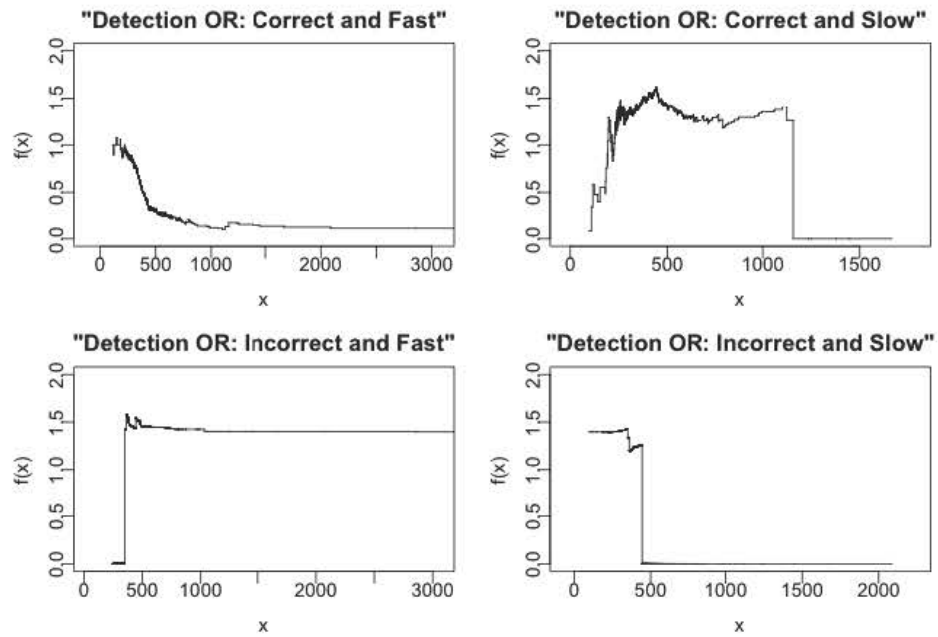 "Detection OR: Correct and Fast"
f(x)
2.0
1.5
1.0
0.5
0.0
0 500 1000 2000 3000
x
"Detection OR: Correct and Slow"
f(x)
2.0
1.5
1.0
0.5
0.0
0 500 1000 1500
x
"Detection OR: Incorrect and Fast"
f(x)
2.0
1.5
1.0
0.5
0.0
0 500 1000 2000 3000
x
"Detection OR: Incorrect and Slow"
f(x)
2.0
1.5
1.0
0.5
0.0
0 500 1000 1500 2000
x